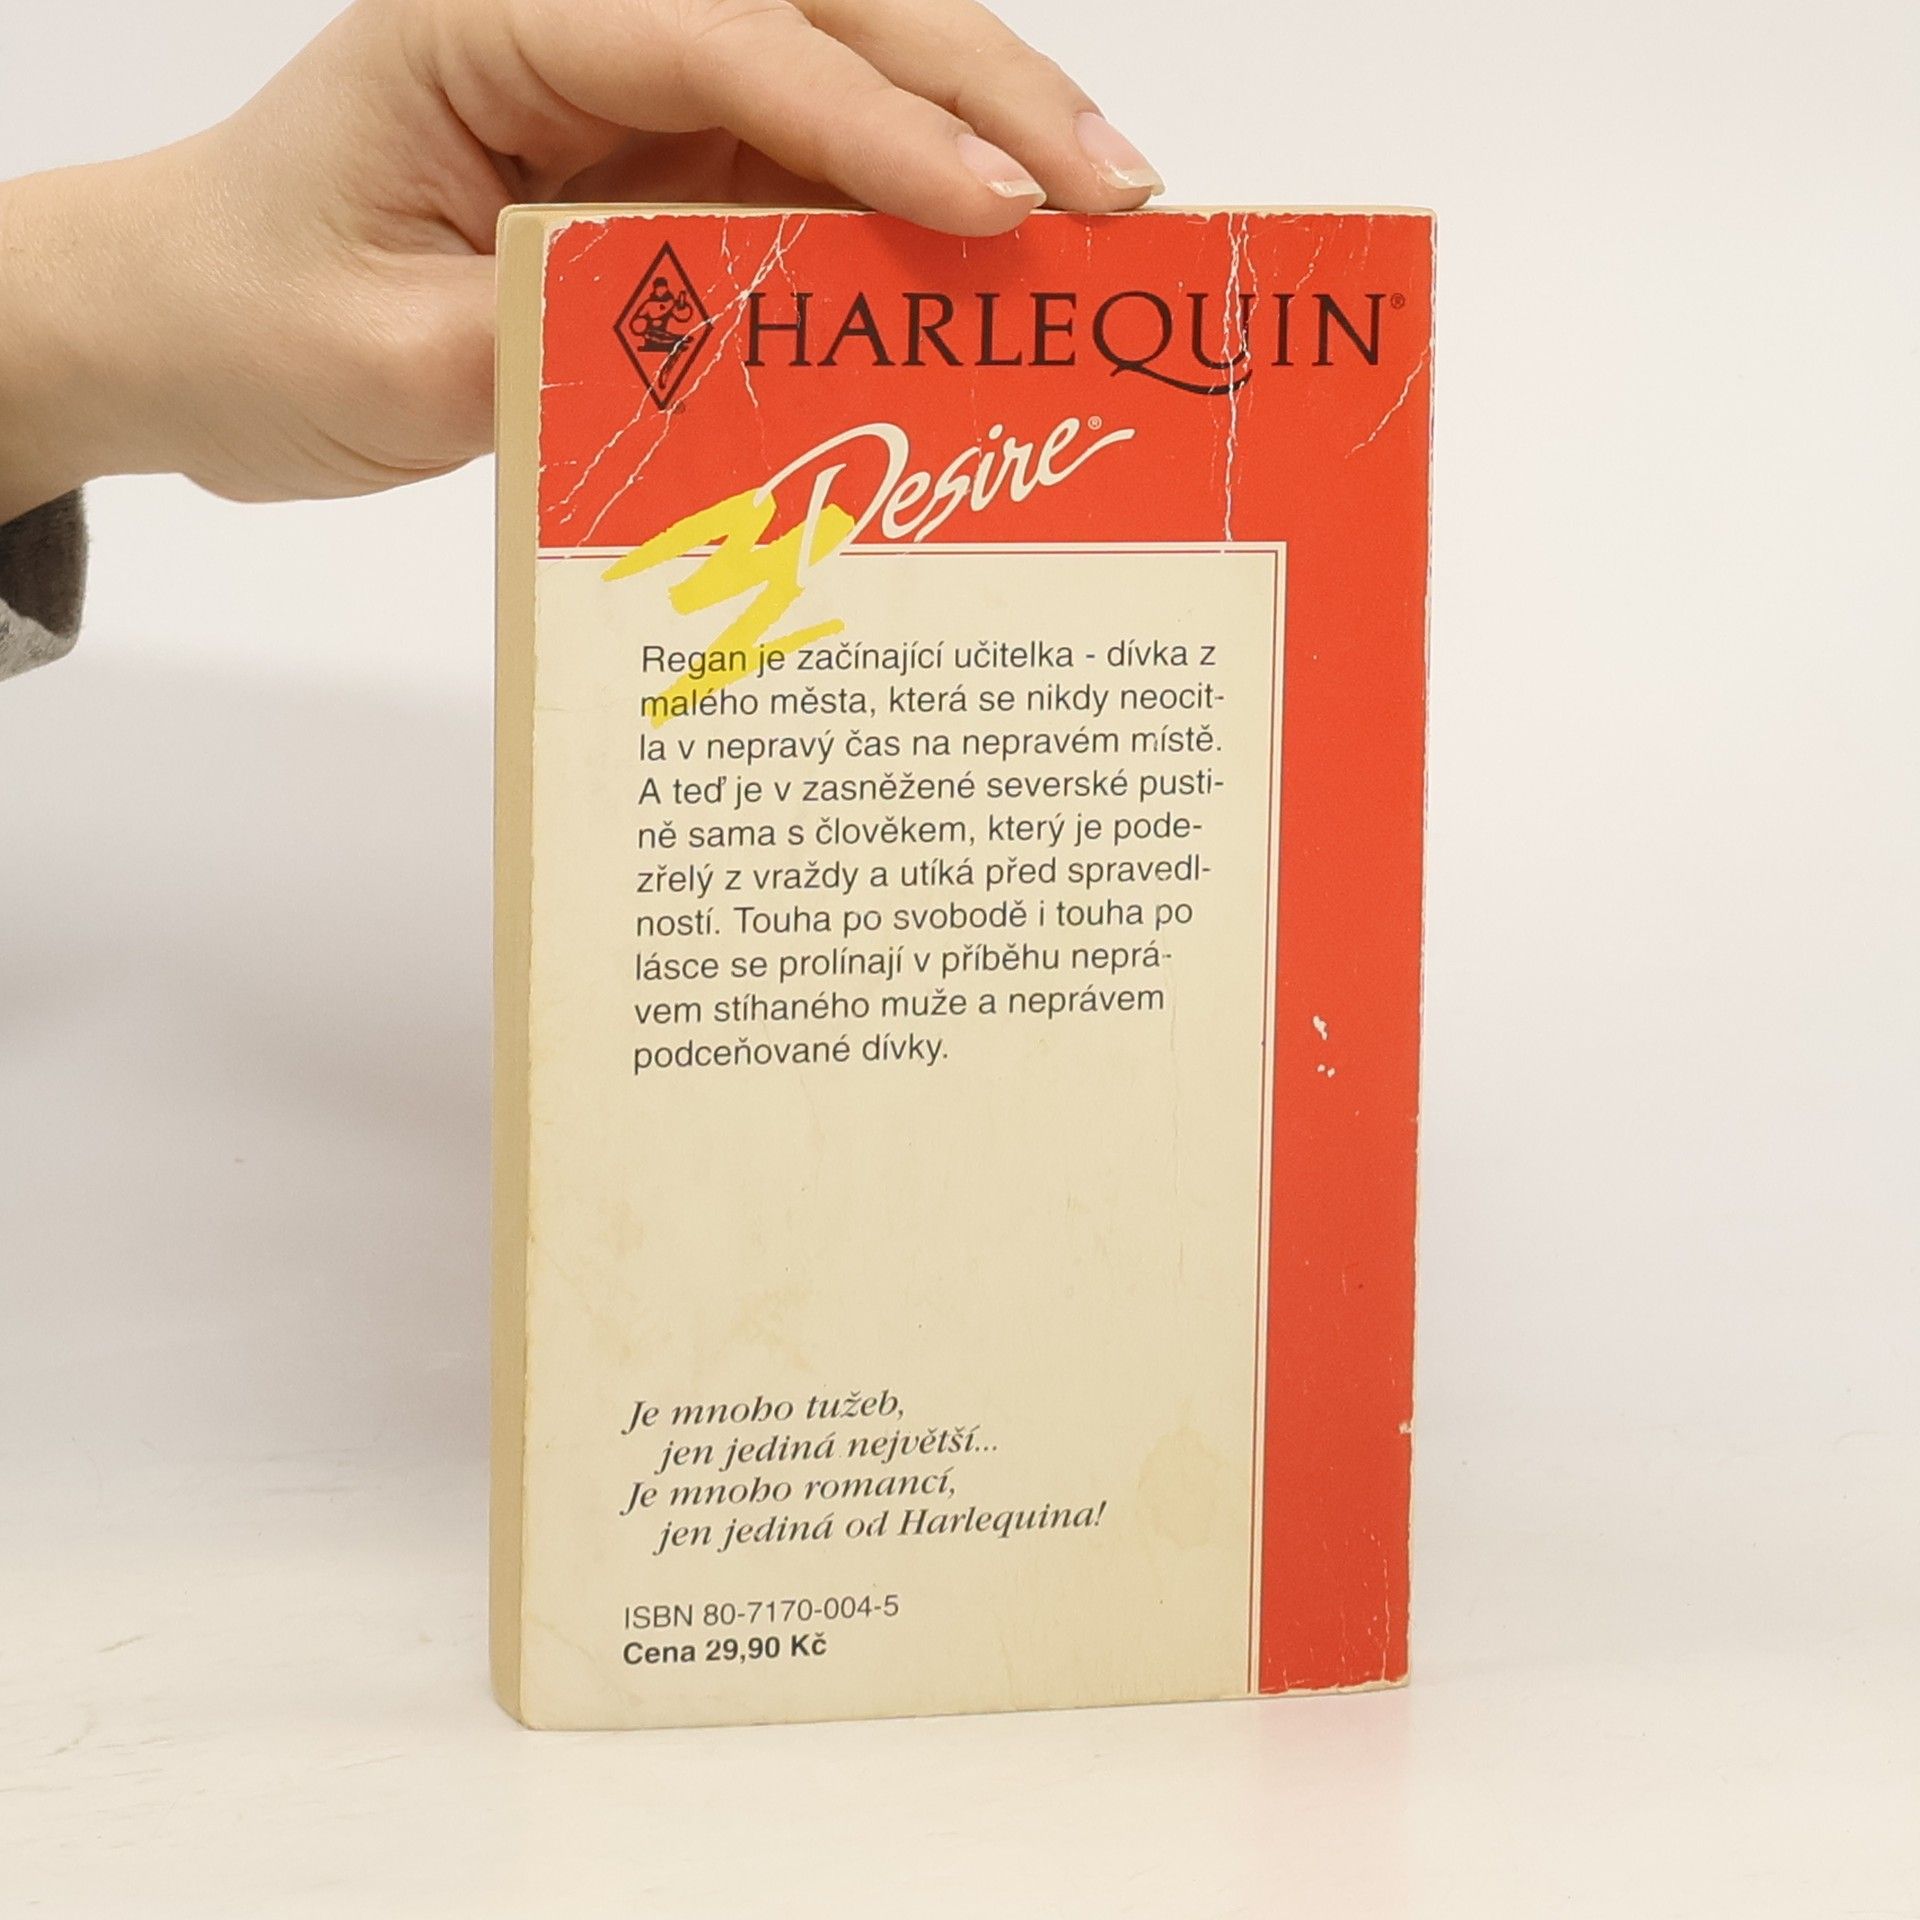 HARLEQUIN®
Desire®
Regan je začínající učitelka - dívka z
malého města, která se nikdy neocit-
la v nepravý čas na nepravém místě.
A teď je v zasněžené severské pusti-
ně sama s člověkem, který je pode-
zřelý z vraždy a utíká před spravedl-
ností. Touha po svobodě i touha po
lásce se prolínají v příběhu neprá-
vem stíhaného muže a neprávem
podceňované dívky.
Je mnoho tužeb,
jen jediná největší...
Je mnoho romancí,
jen jediná od Harlequina!
ISBN 80-7170-004-5
Cena 29,90 Kč